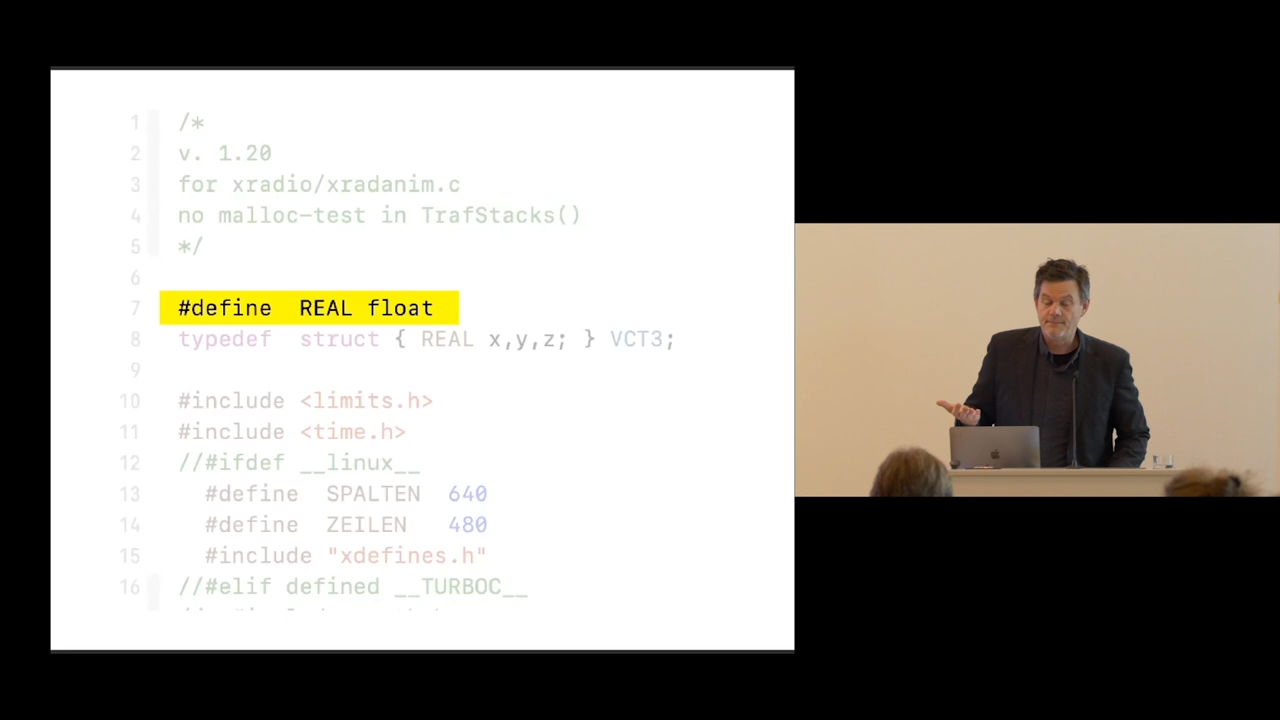 1 /*
2 v. 1.20
3 for xradio/xradanim.c
4 no malloc-test in TrafStacks()
5 */
6
7 #define  REAL float
8 typedef  struct { REAL x,y,z; } VCT3;
9
10 #include <limits.h>
11 #include <time.h>
12 //#ifdef __linux__
13   #define  SPALTEN  640
14   #define  ZEILEN   480
15   #include "xdefines.h"
16 //#elif defined __TURBOC__